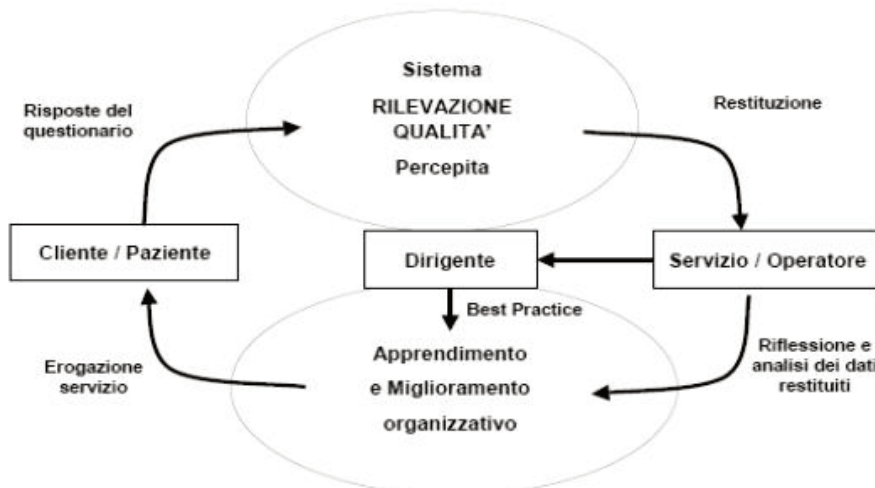 Sistema
RILEVAZIONE
QUALITA'
Percepita
Risposte del
questionario
Restituzione
Cliente / Paziente
Dirigente
Servizio / Operatore
Best Practice
Apprendimento
e Miglioramento
organizzativo
Erogazione
servizio
Riflessione e
analisi dei dati
restituiti